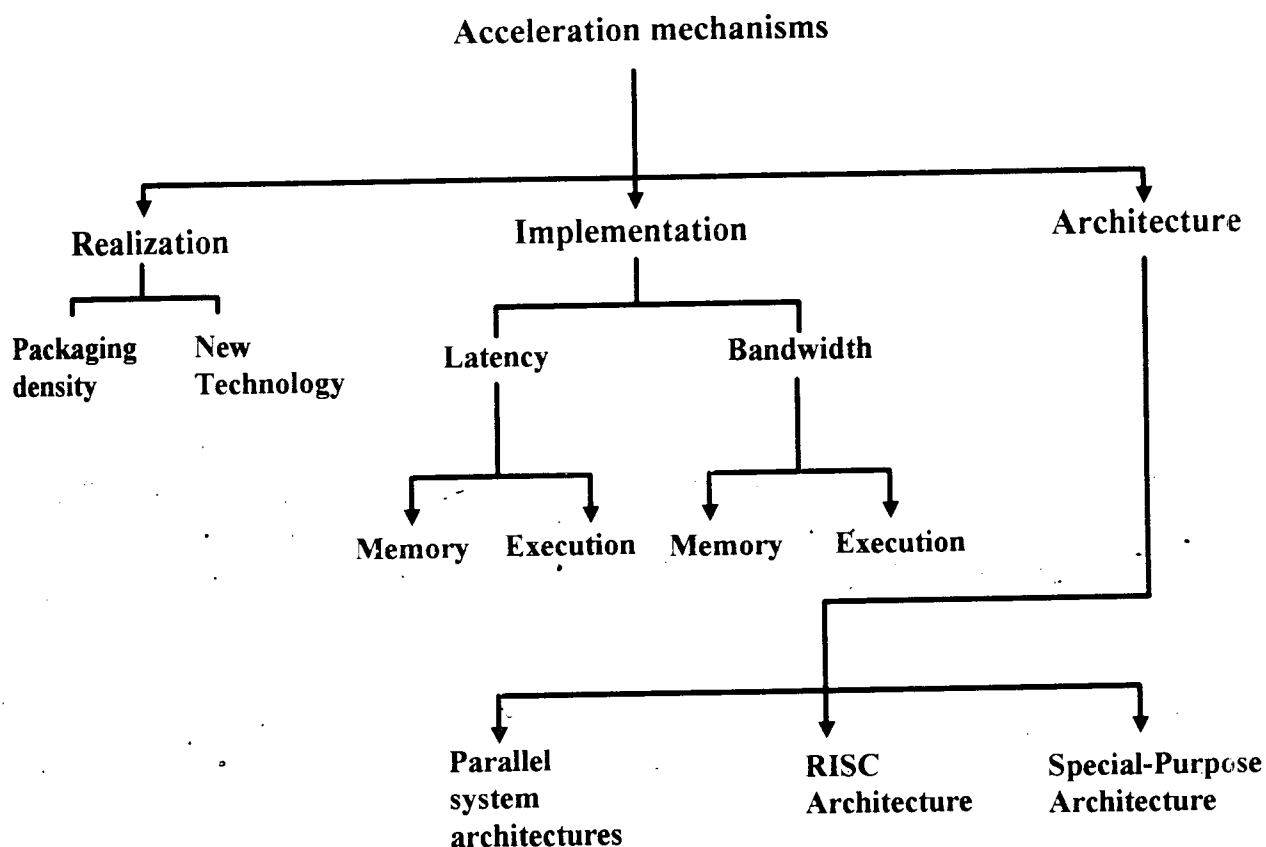 Acceleration mechanisms
Realization
Implementation
Architecture
Packaging
density
New
Technology
Latency
Bandwidth
Memory
Execution
Memory
Execution
Parallel
system
architectures
RISC
Architecture
Special-Purpose
Architecture